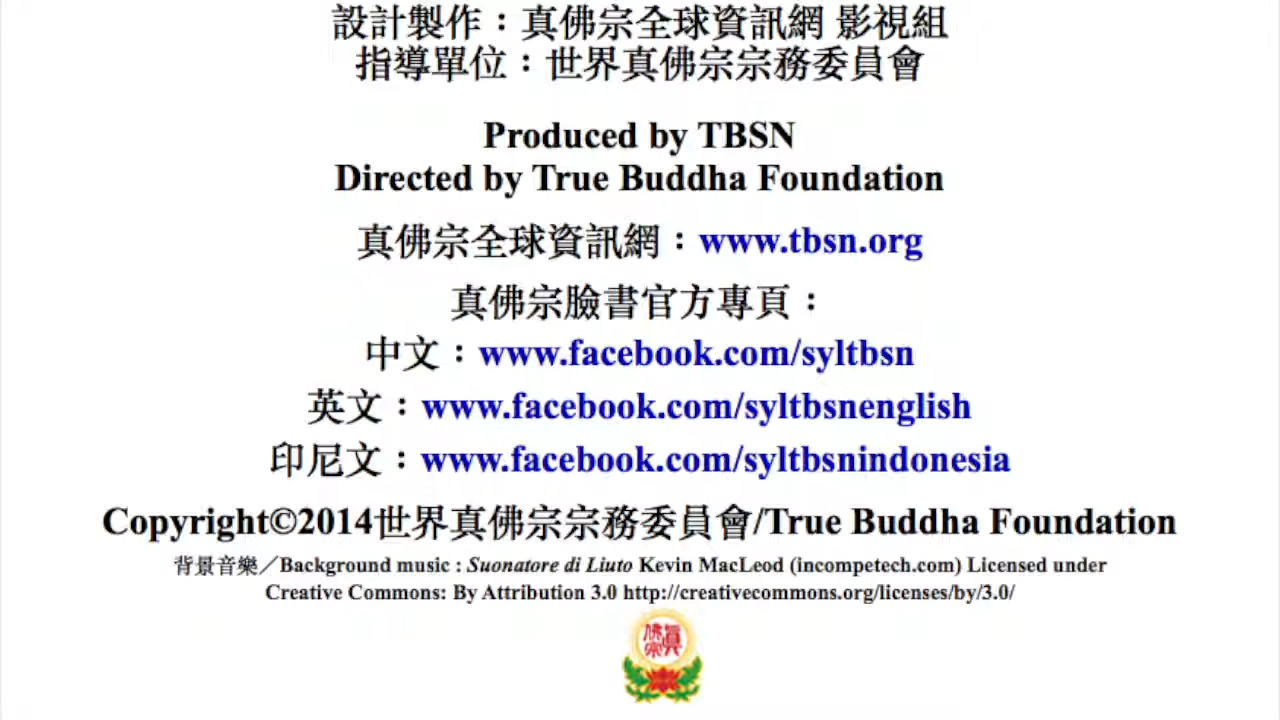 設計製作：真佛宗全球資訊網 影視組
指導單位：世界真佛宗宗務委員會
Produced by TBSN
Directed by True Buddha Foundation
真佛宗全球資訊網：www.tbsn.org
真佛宗臉書官方專頁：
中文：www.facebook.com/syltbsn
英文：www.facebook.com/syltbsnenglish
印尼文：www.facebook.com/syltbsnindonesia
Copyright©2014世界真佛宗宗務委員會/True Buddha Foundation
背景音樂／Background music : Suonatore di Liuto Kevin MacLeod (incompetech.com) Licensed under
Creative Commons: By Attribution 3.0 http://creativecommons.org/licenses/by/3.0/
真佛宗